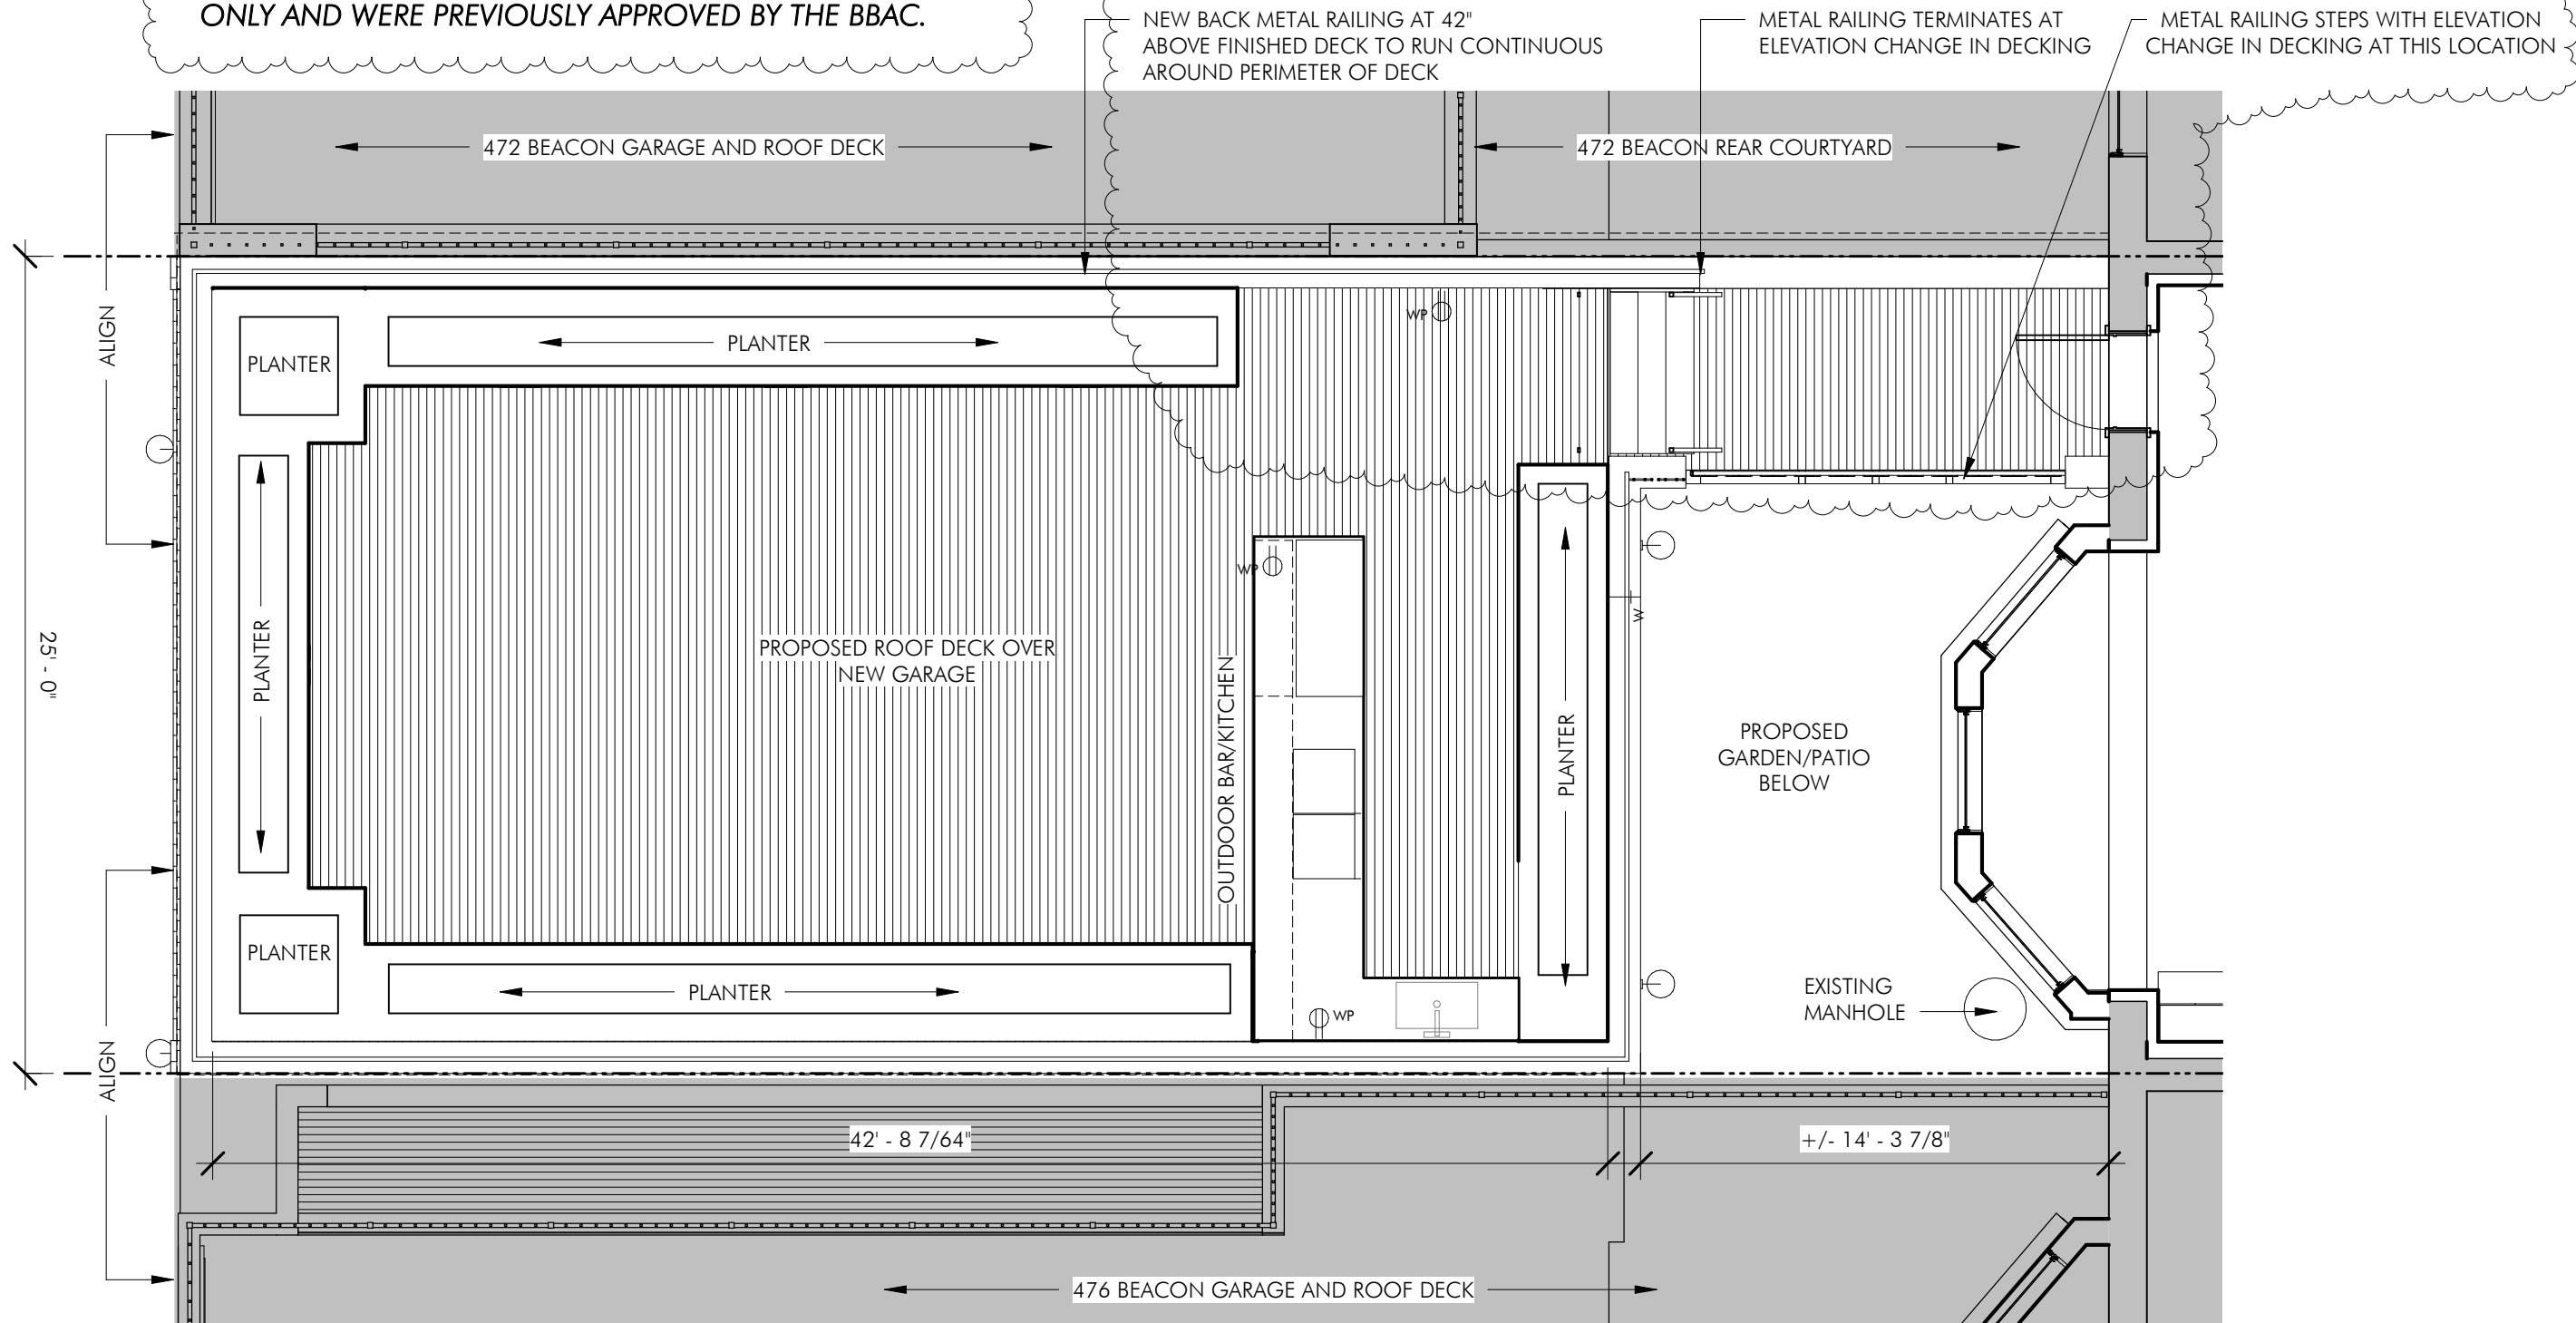 ONLY AND WERE PREVIOUSLY APPROVED BY THE BBAC.
NEW BACK METAL RAILING AT 42"
ABOVE FINISHED DECK TO RUN CONTINUOUS
AROUND PERIMETER OF DECK
METAL RAILING TERMINATES AT
ELEVATION CHANGE IN DECKING
METAL RAILING STEPS WITH ELEVATION
CHANGE IN DECKING AT THIS LOCATION
472 BEACON GARAGE AND ROOF DECK
472 BEACON REAR COURTYARD
ALIGN
WP
PLANTER
PLANTER
PLANTER
WP
W
PROPOSED ROOF DECK OVER
NEW GARAGE
25' - 0"
OUTDOOR BAR/KITCHEN
PLANTER
PROPOSED
GARDEN/PATIO
BELOW
PLANTER
PLANTER
WP
EXISTING
MANHOLE
ALIGN
42' - 8 7/64"
+/- 14' - 3 7/8"
476 BEACON GARAGE AND ROOF DECK